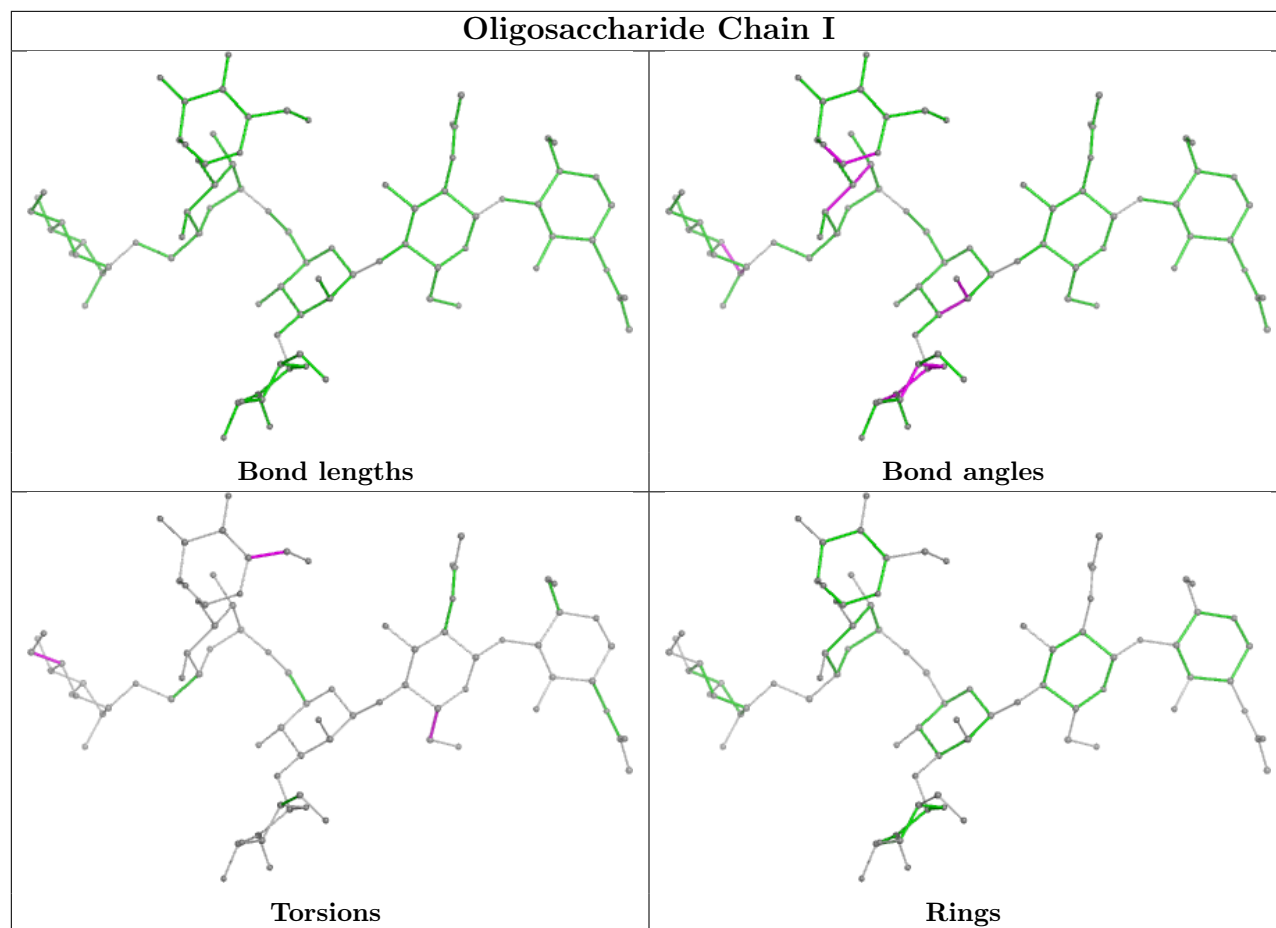 Oligosaccharide Chain I
Bond lengths
Bond angles
Torsions
Rings